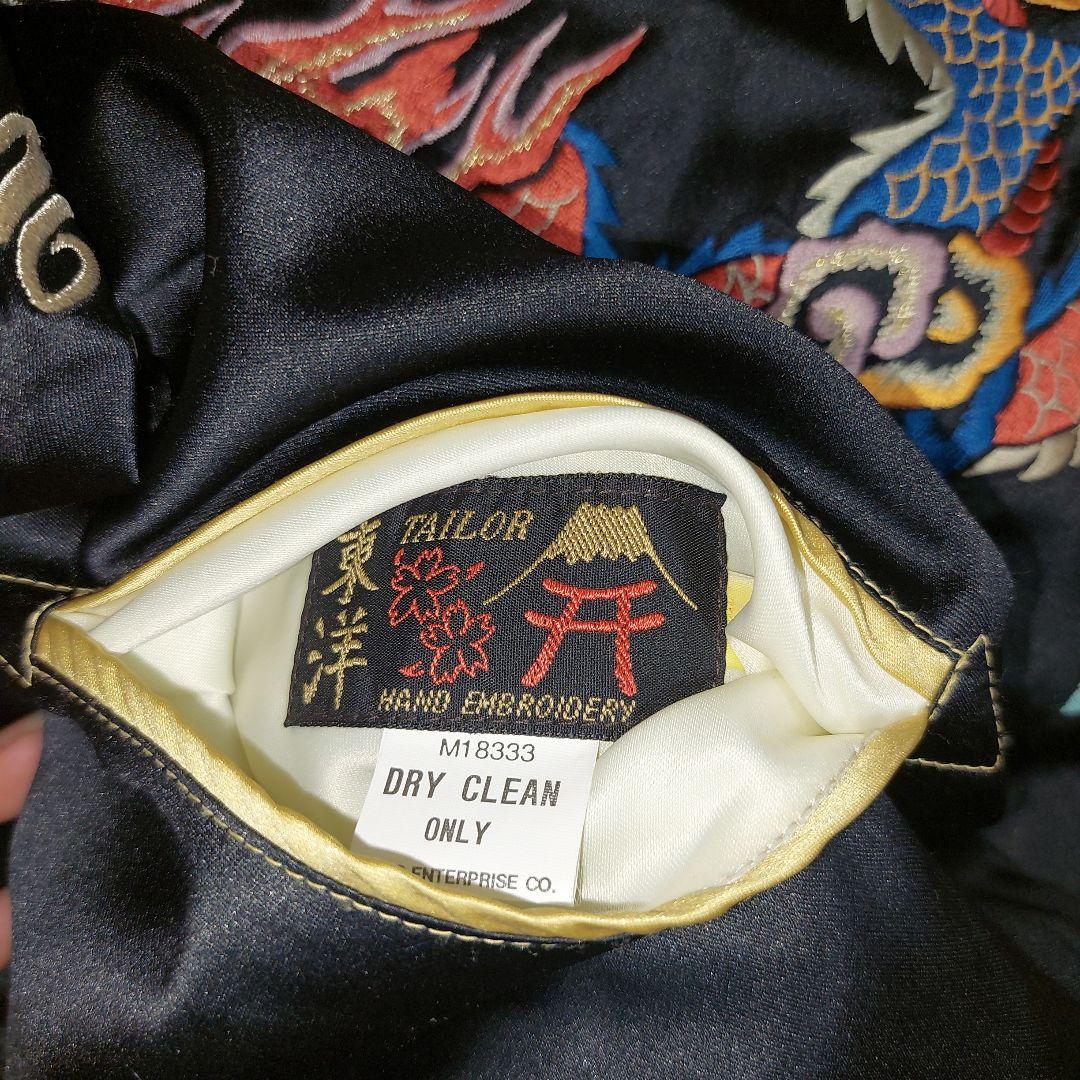 TAILOR
東洋
HAND EMBROIDERY
M18333
DRY CLEAN
ONLY
ENTERPRISE CO.